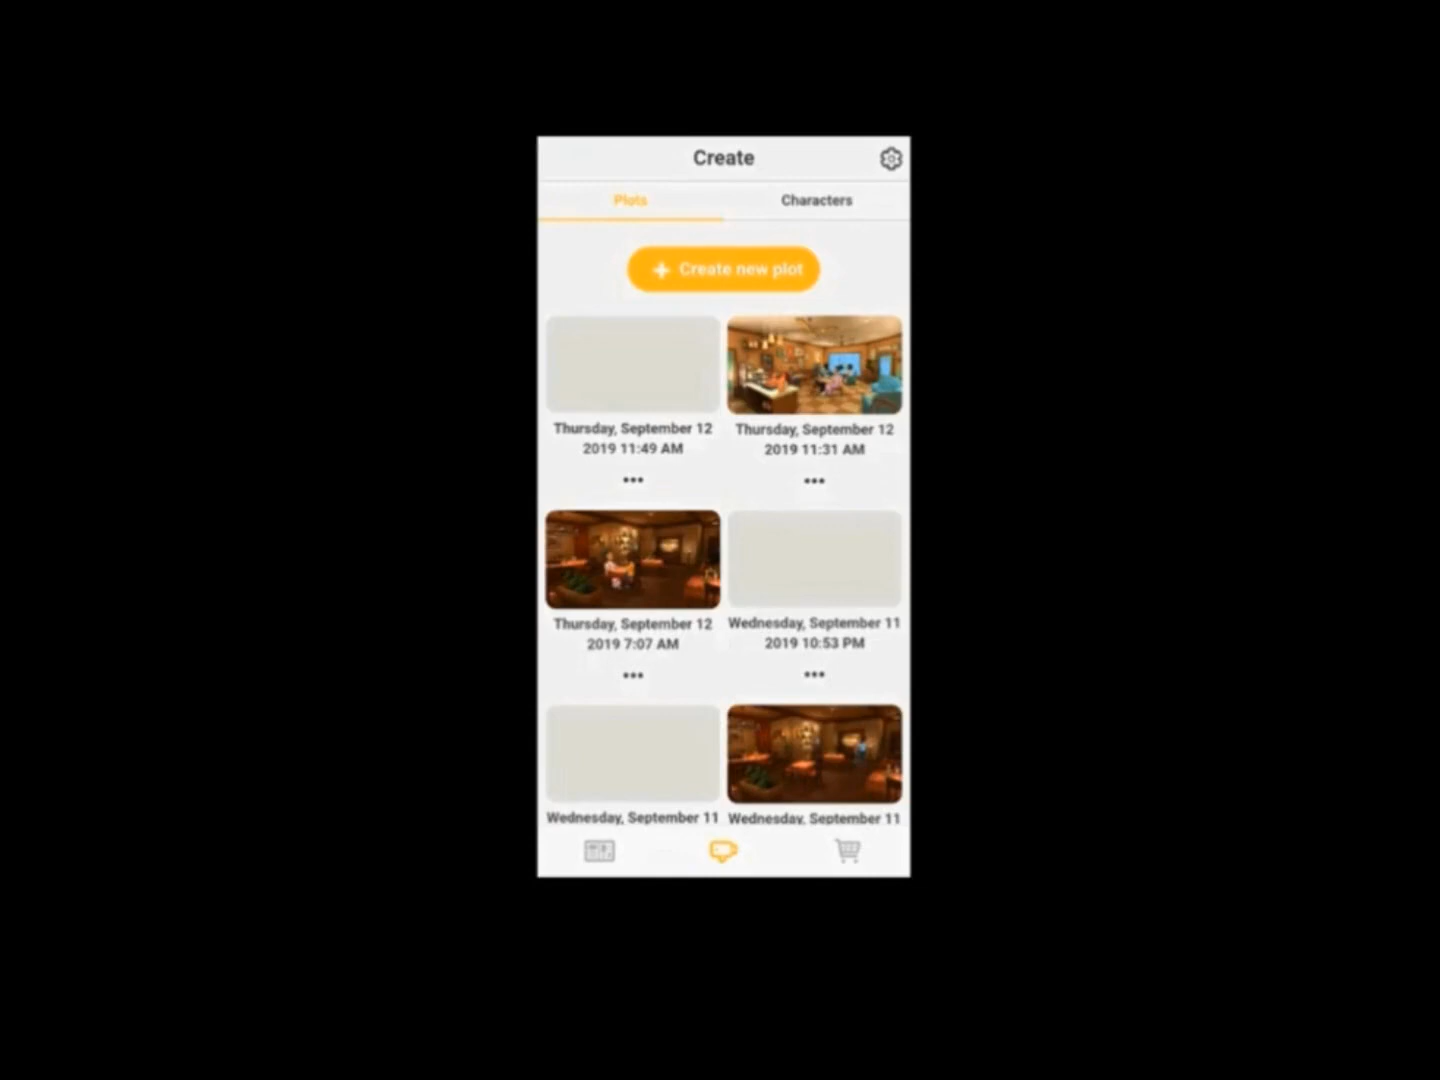 Create
Plots
Characters
Create new plot
Thursday, September 12
2019 11:49 AM
Thursday, September 12
2019 11:31 AM
Thursday, September 12
2019 7:07 AM
Wednesday, September 11
2019 10:53 PM
Wednesday, September 11
Wednesday, September 11